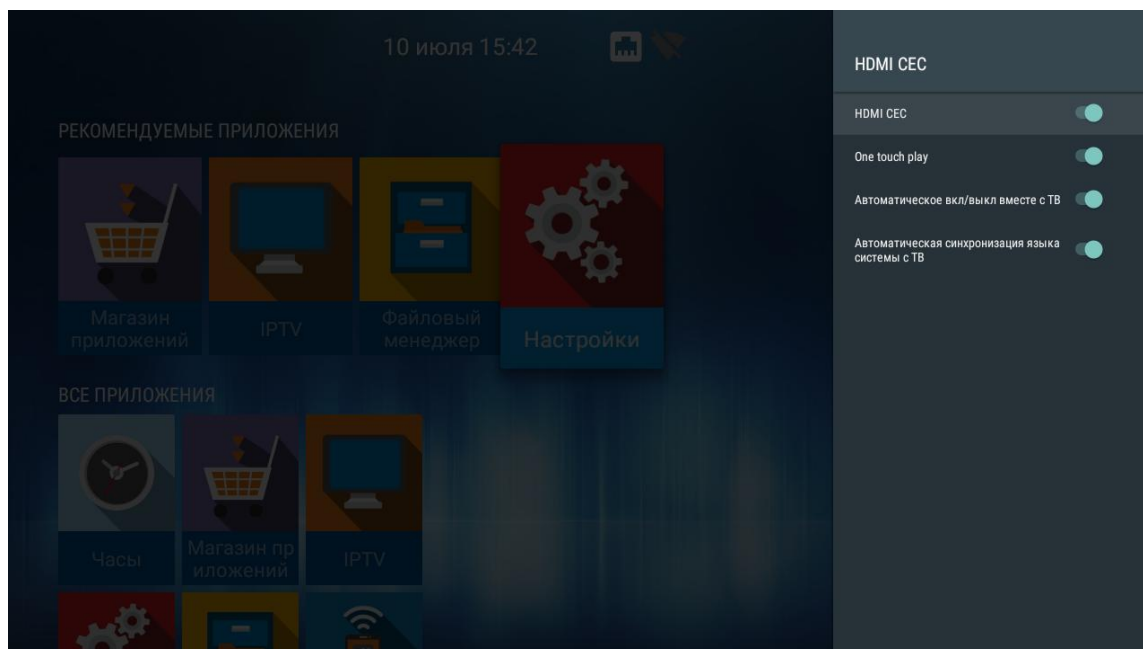 10 июля 15:42
HDMI CEC
HDMI CEC
One touch play
Автоматическое вкл/выкл вместе с ТВ
Автоматическая синхронизация языка
системы с ТВ
РЕКОМЕНДУЕМЫЕ ПРИЛОЖЕНИЯ
Магазин
приложений
IPTV
Файловый
менеджер
Настройки
ВСЕ ПРИЛОЖЕНИЯ
Часы
Магазин пр
иложений
IPTV